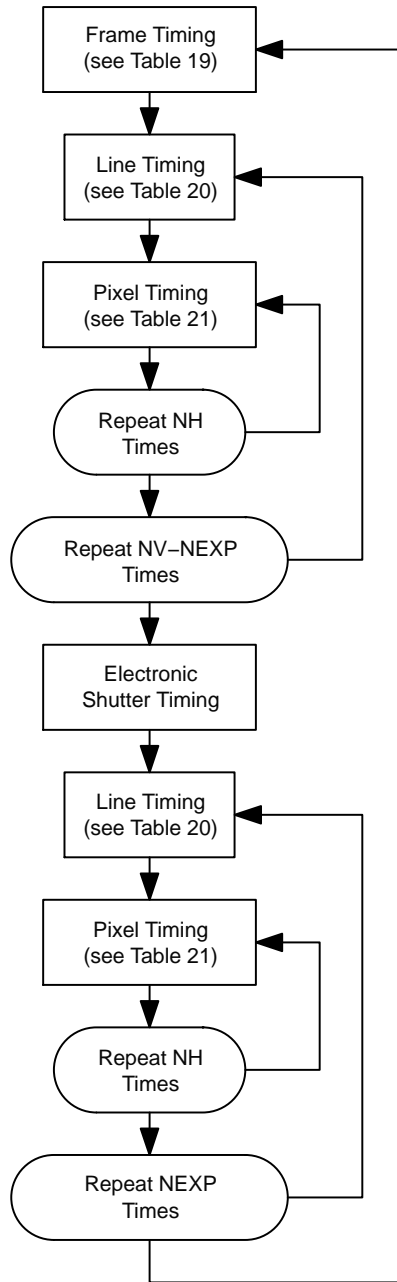 Frame Timing
(see Table 19)
Line Timing
(see Table 20)
Pixel Timing
(see Table 21)
Repeat NH
Times
Repeat NV−NEXP
Times
Electronic
Shutter Timing
Line Timing
(see Table 20)
Pixel Timing
(see Table 21)
Repeat NH
Times
Repeat NEXP
Times